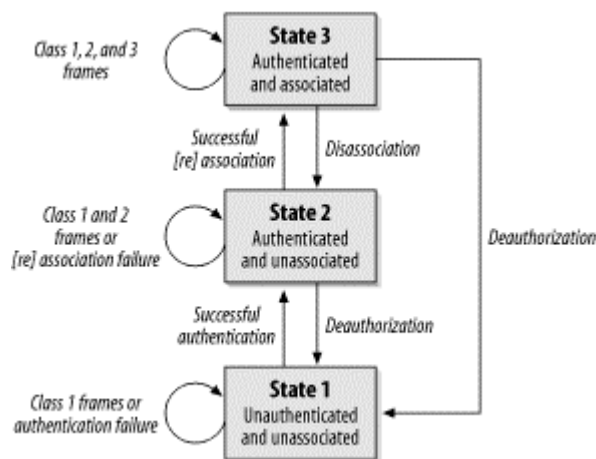 Class 1, 2, and 3
frames
State 3
Authenticated
and associated
Successful
[re] association
Disassociation
Class 1 and 2
frames or
[re] association failure
State 2
Authenticated
and unassociated
Deauthorization
Successful
authentication
Deauthorization
Class 1 frames or
authentication failure
State 1
Unauthenticated
and unassociated